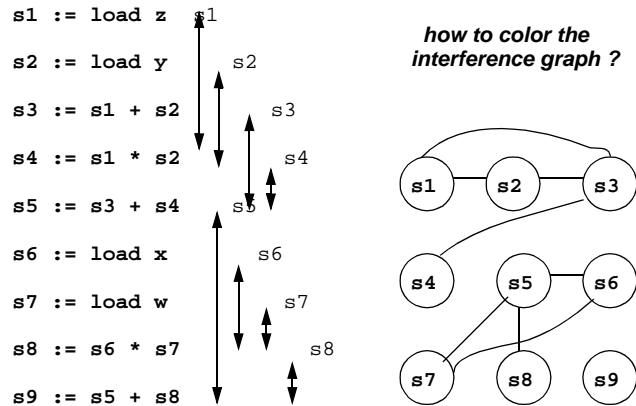 s1 := load z s1
s2 := load y s2
s3 := s1 + s2 s3
s4 := s1 * s2 s4
s5 := s3 + s4 s5
s6 := load x s6
s7 := load w s7
s8 := s6 * s7 s8
s9 := s5 + s8
how to color the
interference graph ?
s1 s2 s3
s4 s5 s6
s7 s8 s9